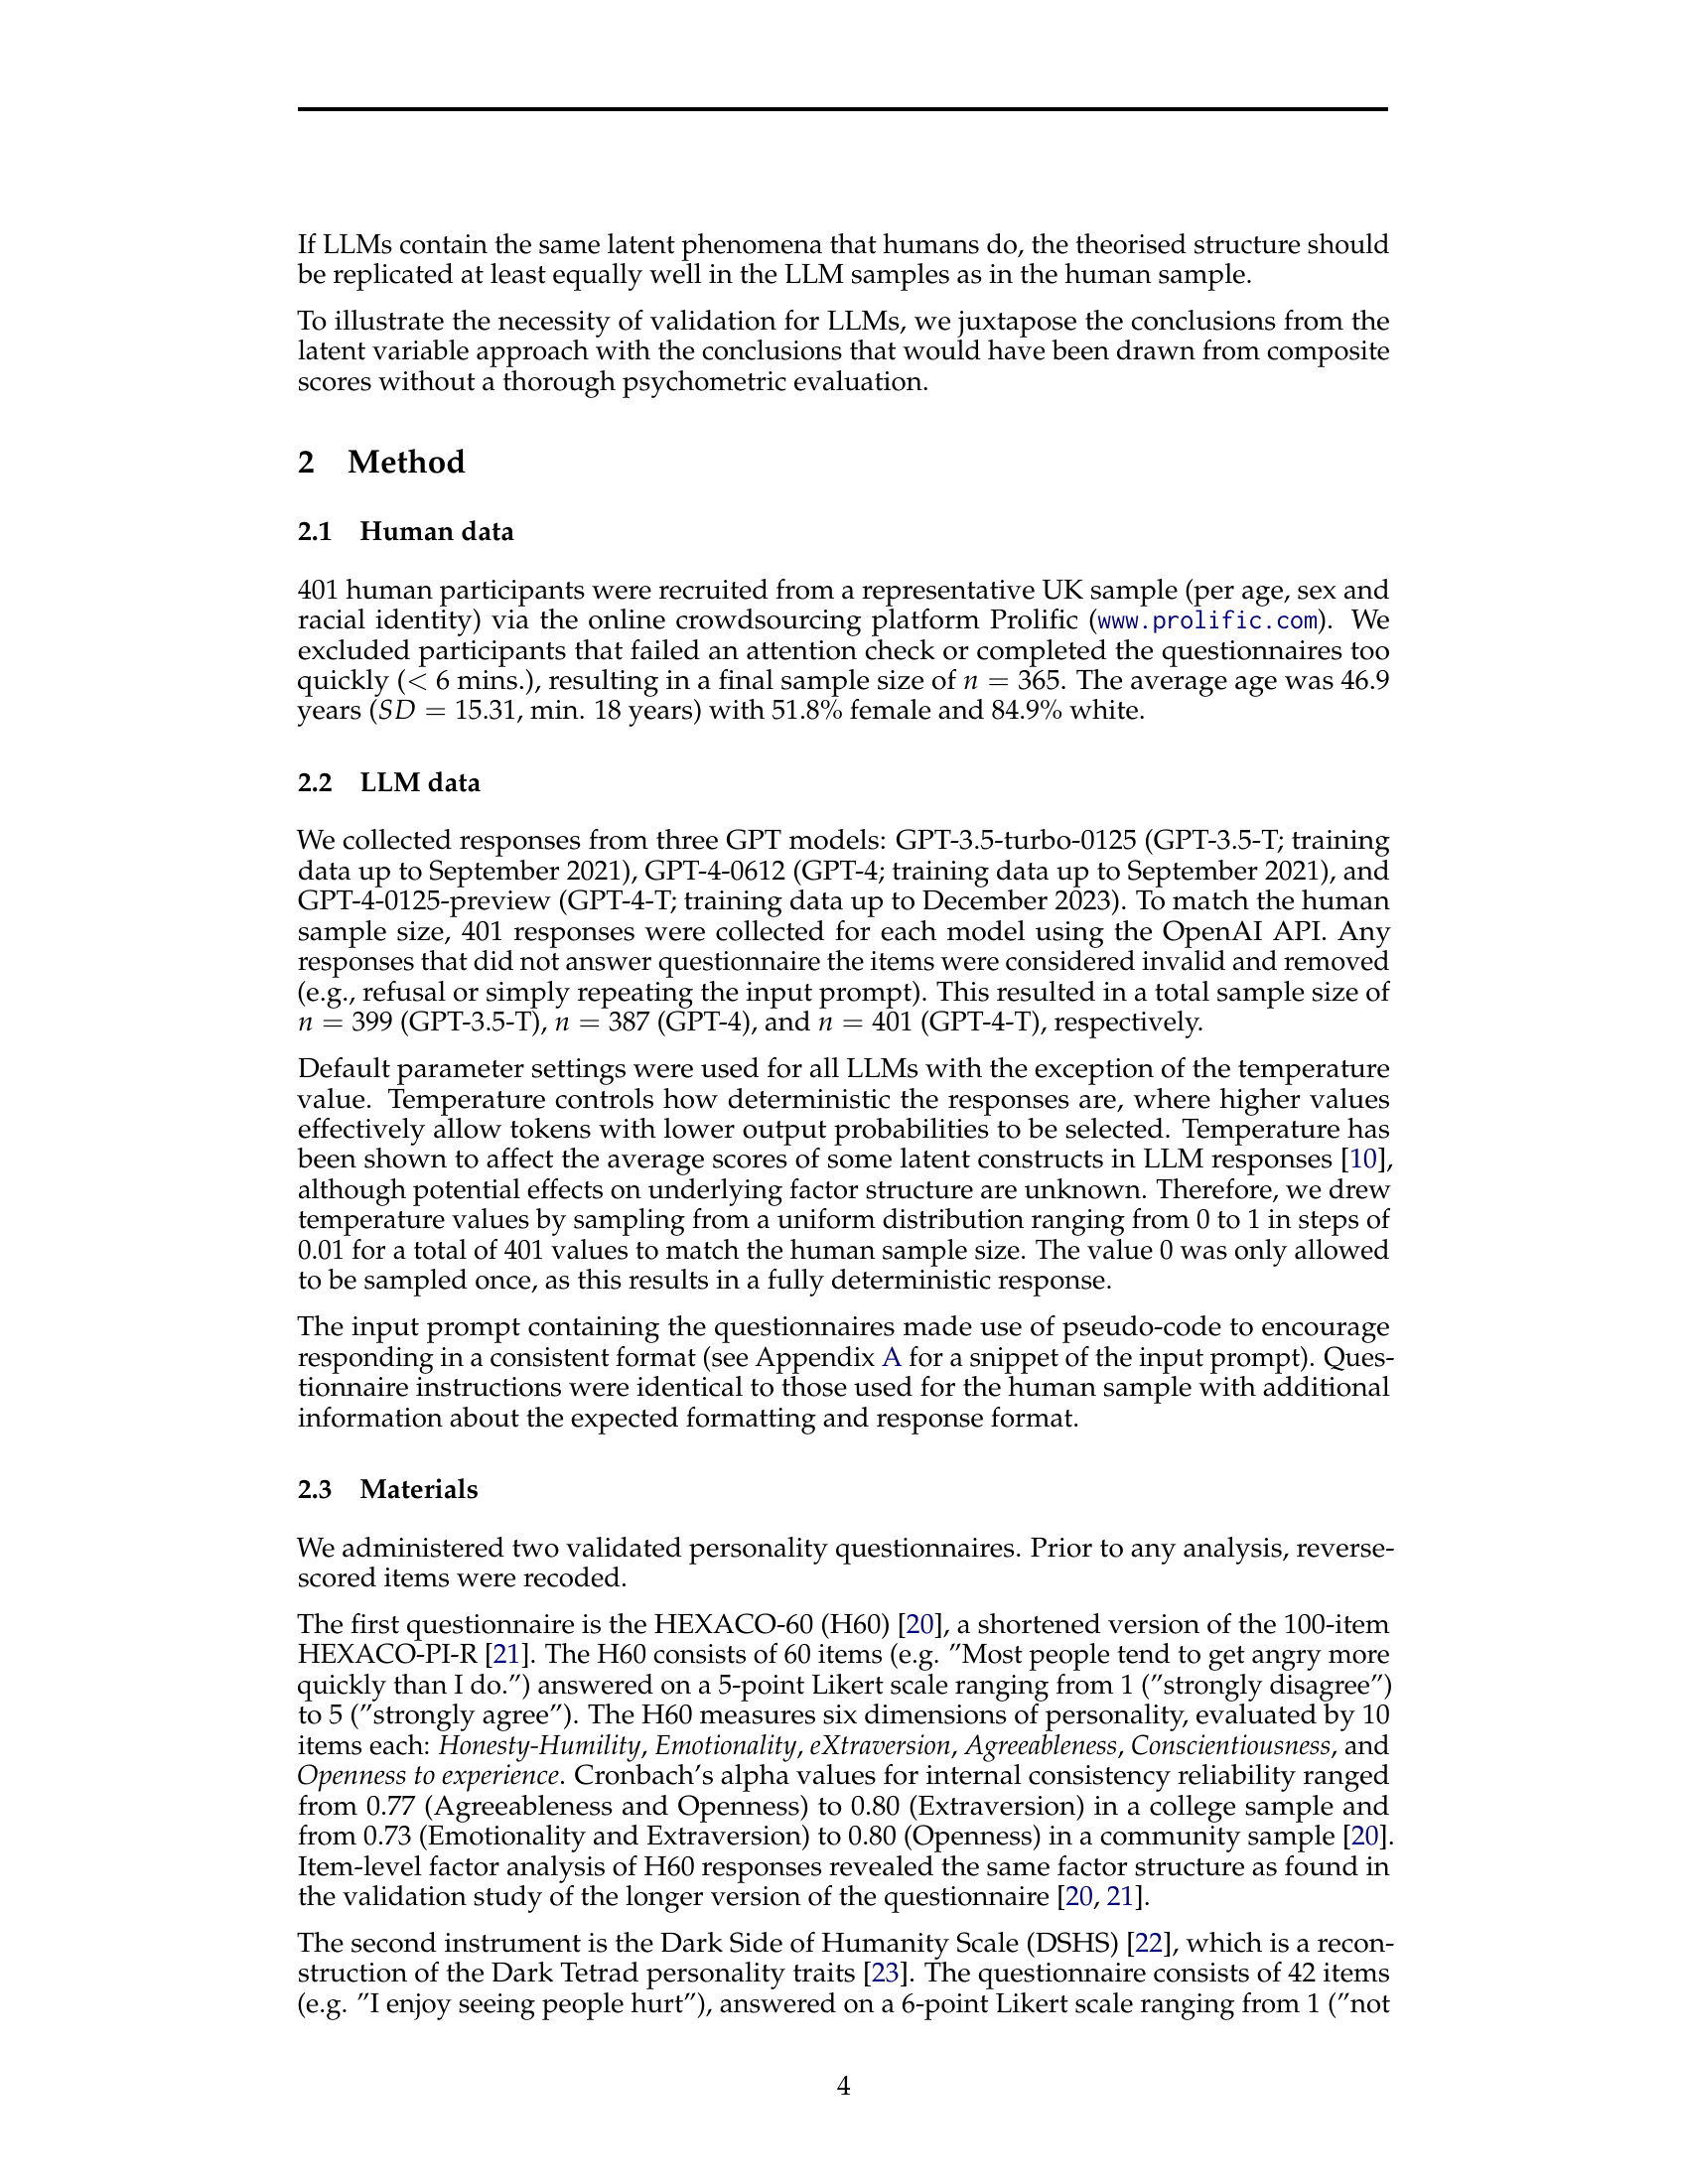 If LLMs contain the same latent phenomena that humans do, the theorised structure should
be replicated at least equally well in the LLM samples as in the human sample.
To illustrate the necessity of validation for LLMs, we juxtapose the conclusions from the
latent variable approach with the conclusions that would have been drawn from composite
scores without a thorough psychometric evaluation.
2 Method
2.1 Human data
401 human participants were recruited from a representative UK sample (per age, sex and
racial identity) via the online crowdsourcing platform Prolific (www.prolific.com). We
excluded participants that failed an attention check or completed the questionnaires too
quickly (< 6 mins.), resulting in a final sample size of n = 365. The average age was 46.9
years (SD = 15.31, min. 18 years) with 51.8% female and 84.9% white.
2.2 LLM data
We collected responses from three GPT models: GPT-3.5-turbo-0125 (GPT-3.5-T; training
data up to September 2021), GPT-4-0612 (GPT-4; training data up to September 2021), and
GPT-4-0125-preview (GPT-4-T; training data up to December 2023). To match the human
sample size, 401 responses were collected for each model using the OpenAI API. Any
responses that did not answer questionnaire the items were considered invalid and removed
(e.g., refusal or simply repeating the input prompt). This resulted in a total sample size of
n = 399 (GPT-3.5-T), n = 387 (GPT-4), and n = 401 (GPT-4-T), respectively.
Default parameter settings were used for all LLMs with the exception of the temperature
value. Temperature controls how deterministic the responses are, where higher values
effectively allow tokens with lower output probabilities to be selected. Temperature has
been shown to affect the average scores of some latent constructs in LLM responses [10],
although potential effects on underlying factor structure are unknown. Therefore, we drew
temperature values by sampling from a uniform distribution ranging from 0 to 1 in steps of
0.01 for a total of 401 values to match the human sample size. The value 0 was only allowed
to be sampled once, as this results in a fully deterministic response.
The input prompt containing the questionnaires made use of pseudo-code to encourage
responding in a consistent format (see Appendix A for a snippet of the input prompt). Ques-
tionnaire instructions were identical to those used for the human sample with additional
information about the expected formatting and response format.
2.3 Materials
We administered two validated personality questionnaires. Prior to any analysis, reverse-
scored items were recoded.
The first questionnaire is the HEXACO-60 (H60) [20], a shortened version of the 100-item
HEXACO-PI-R [21]. The H60 consists of 60 items (e.g. ”Most people tend to get angry more
quickly than I do.”) answered on a 5-point Likert scale ranging from 1 (”strongly disagree”)
to 5 (”strongly agree”). The H60 measures six dimensions of personality, evaluated by 10
items each: Honesty-Humility, Emotionality, eXtraversion, Agreeableness, Conscientiousness, and
Openness to experience. Cronbach's alpha values for internal consistency reliability ranged
from 0.77 (Agreeableness and Openness) to 0.80 (Extraversion) in a college sample and
from 0.73 (Emotionality and Extraversion) to 0.80 (Openness) in a community sample [20].
Item-level factor analysis of H60 responses revealed the same factor structure as found in
the validation study of the longer version of the questionnaire [20, 21].
The second instrument is the Dark Side of Humanity Scale (DSHS) [22], which is a recon-
struction of the Dark Tetrad personality traits [23]. The questionnaire consists of 42 items
(e.g. ”I enjoy seeing people hurt”), answered on a 6-point Likert scale ranging from 1 (”not
4